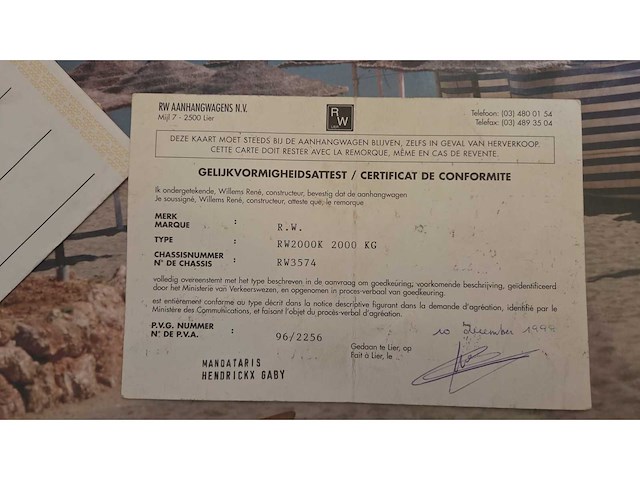 RW AANHANGWAGENS N.V.
Mijl 7 - 2500 Lier
RW
LIER
Telefoon: (03) 480 01 54
Telefax: (03) 489 35 04
DEZE KAART MOET STEEDS BIJ DE AANHANGWAGEN BLIJVEN, ZELFS IN GEVAL VAN HERVERKOOP.
CETTE CARTE DOIT RESTER AVEC LA REMORQUE, MÊME EN CAS DE REVENTE.
GELIJKVORMIGHEIDSATTEST / CERTIFICAT DE CONFORMITE
Ik ondergetekende, Willems René, constructeur, bevestig dat de aanhangwagen
Je soussigné, Willems René, constructeur, atteste que, le remorque
MERK
MARQUE : R.W.
TYPE : RW2000K 2000 KG
CHASSISNUMMER
N° DE CHASSIS : RW3574
volledig overeenstemt met het type beschreven in de aanvraag om goedkeuring, voorkomende beschrijving, geïdentificeerd
door het Ministerie van Verkeerswezen, en opgenomen in proces-verbaal van goedkeuring.
est entièrement conforme au type décrit dans la notice descriptive figurant dans la demande d'agréation, identifié par le
Ministère des Communications, et faisant l'objet du procès-verbal d'agréation.
P.V.G. NUMMER
N° DE P.V.A. : 96/2256
Gedaan te Lier, op
Fait à Lier, le
10 december
MANDATARIS
HENDRICKX GABY